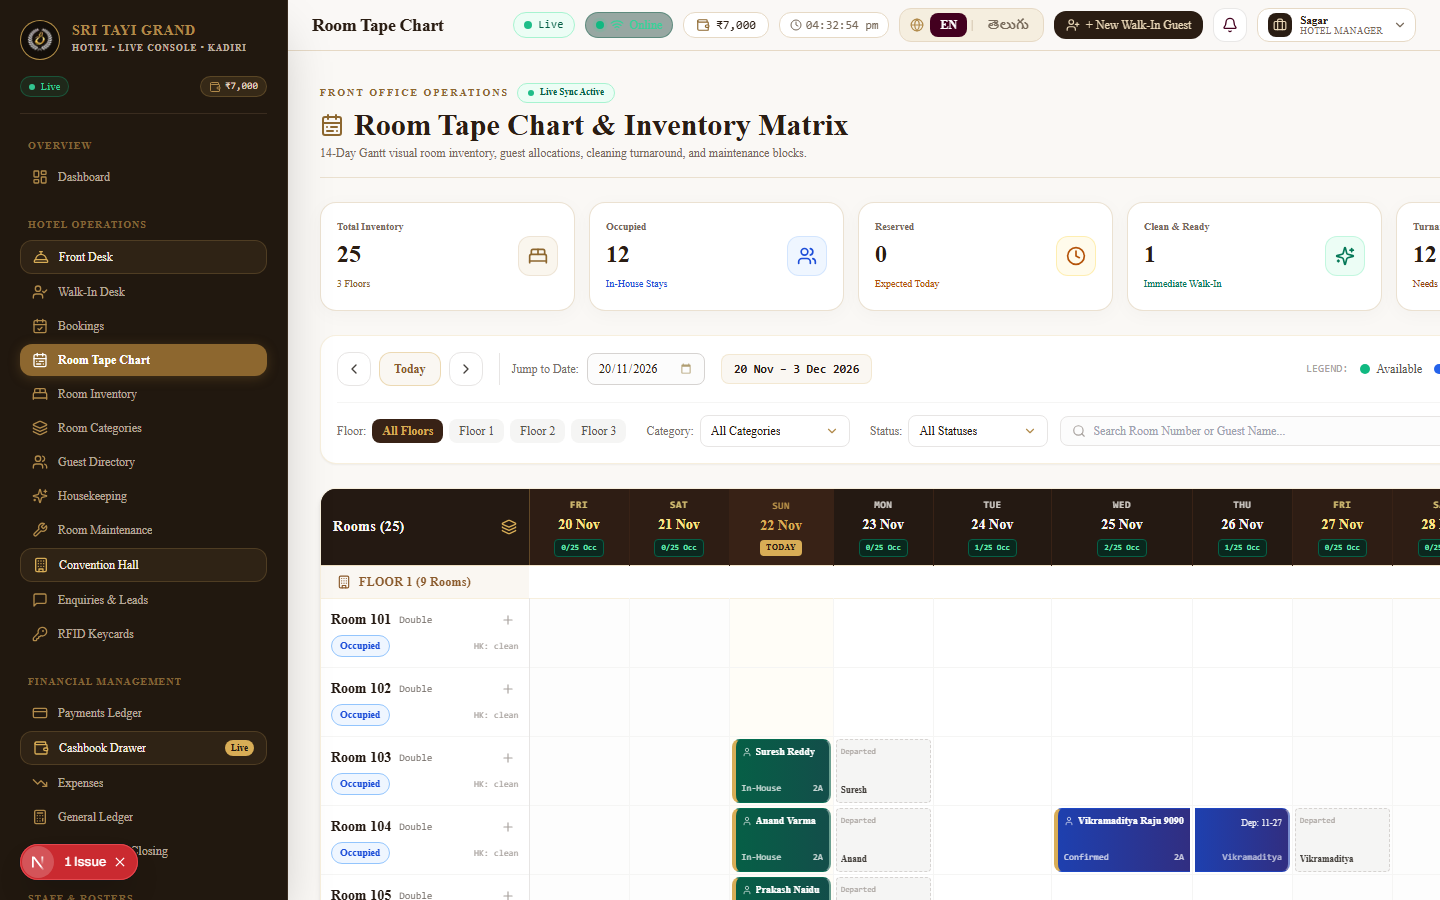 SRI TAYI GRAND
HOTEL • LIVE CONSOLE • KADIRI
Live
₹7,000
OVERVIEW
Dashboard
HOTEL OPERATIONS
Front Desk
Walk-In Desk
Bookings
Room Tape Chart
Room Inventory
Room Categories
Guest Directory
Housekeeping
Room Maintenance
Convention Hall
Enquiries & Leads
RFID Keycards
FINANCIAL MANAGEMENT
Payments Ledger
Cashbook Drawer Live
Expenses
General Ledger
Closing
N 1 Issue
STAFF & ROSTERS
Room Tape Chart
Live
Online
₹7,000
04:32:54 pm
EN
తెలుగు
+ New Walk-In Guest
Sagar
HOTEL MANAGER
FRONT OFFICE OPERATIONS Live Sync Active
Room Tape Chart & Inventory Matrix
14-Day Gantt visual room inventory, guest allocations, cleaning turnaround, and maintenance blocks.
Total Inventory
25
3 Floors
Occupied
12
In-House Stays
Reserved
0
Expected Today
Clean & Ready
1
Immediate Walk-In
Turna
12
Needs
Today
Jump to Date: 20/11/2026
20 Nov – 3 Dec 2026
LEGEND: Available
Floor: All Floors Floor 1 Floor 2 Floor 3
Category: All Categories
Status: All Statuses
Search Room Number or Guest Name...
Rooms (25)
FRI
20 Nov
0/25 Occ
SAT
21 Nov
0/25 Occ
SUN
22 Nov
TODAY
MON
23 Nov
0/25 Occ
TUE
24 Nov
1/25 Occ
WED
25 Nov
2/25 Occ
THU
26 Nov
1/25 Occ
FRI
27 Nov
0/25 Occ
28
0/25
FLOOR 1 (9 Rooms)
Room 101 Double
Occupied HK: clean
Room 102 Double
Occupied HK: clean
Room 103 Double
Occupied HK: clean
Suresh Reddy
In-House 2A
Departed
Suresh
Room 104 Double
Occupied HK: clean
Anand Varma
In-House 2A
Departed
Anand
Vikramaditya Raju 9090
Confirmed 2A
Dep: 11-27
Vikramaditya
Departed
Vikramaditya
Room 105 Double
Prakash Naidu
Departed